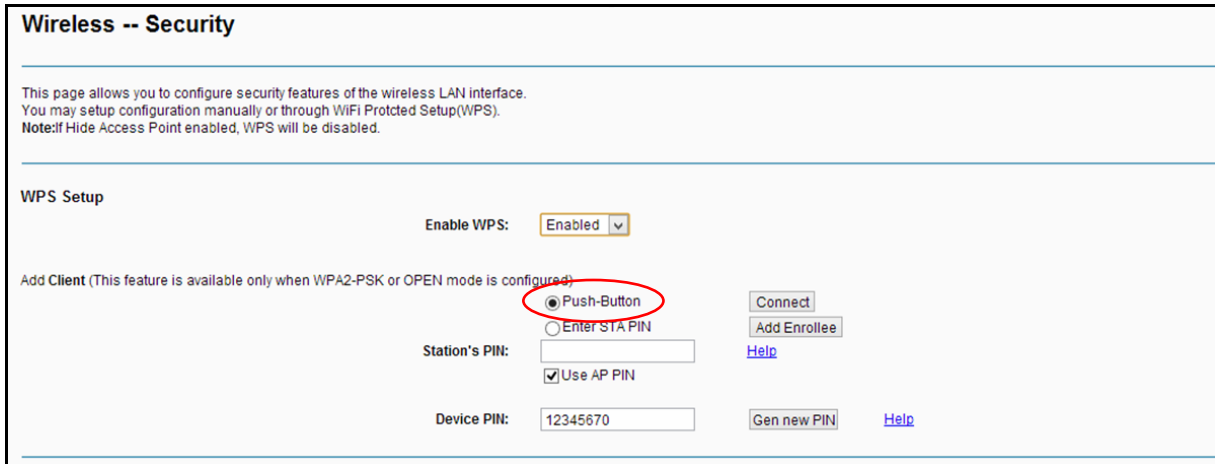 Wireless -- Security
This page allows you to configure security features of the wireless LAN interface.
You may setup configuration manually or through WiFi Protcted Setup(WPS).
Note:If Hide Access Point enabled, WPS will be disabled.
WPS Setup
Enable WPS: Enabled
Add Client (This feature is available only when WPA2-PSK or OPEN mode is configured)
Push-Button Connect
Enter STA PIN Add Enrollee
Station's PIN: Help
Use AP PIN
Device PIN: 12345670 Gen new PIN Help